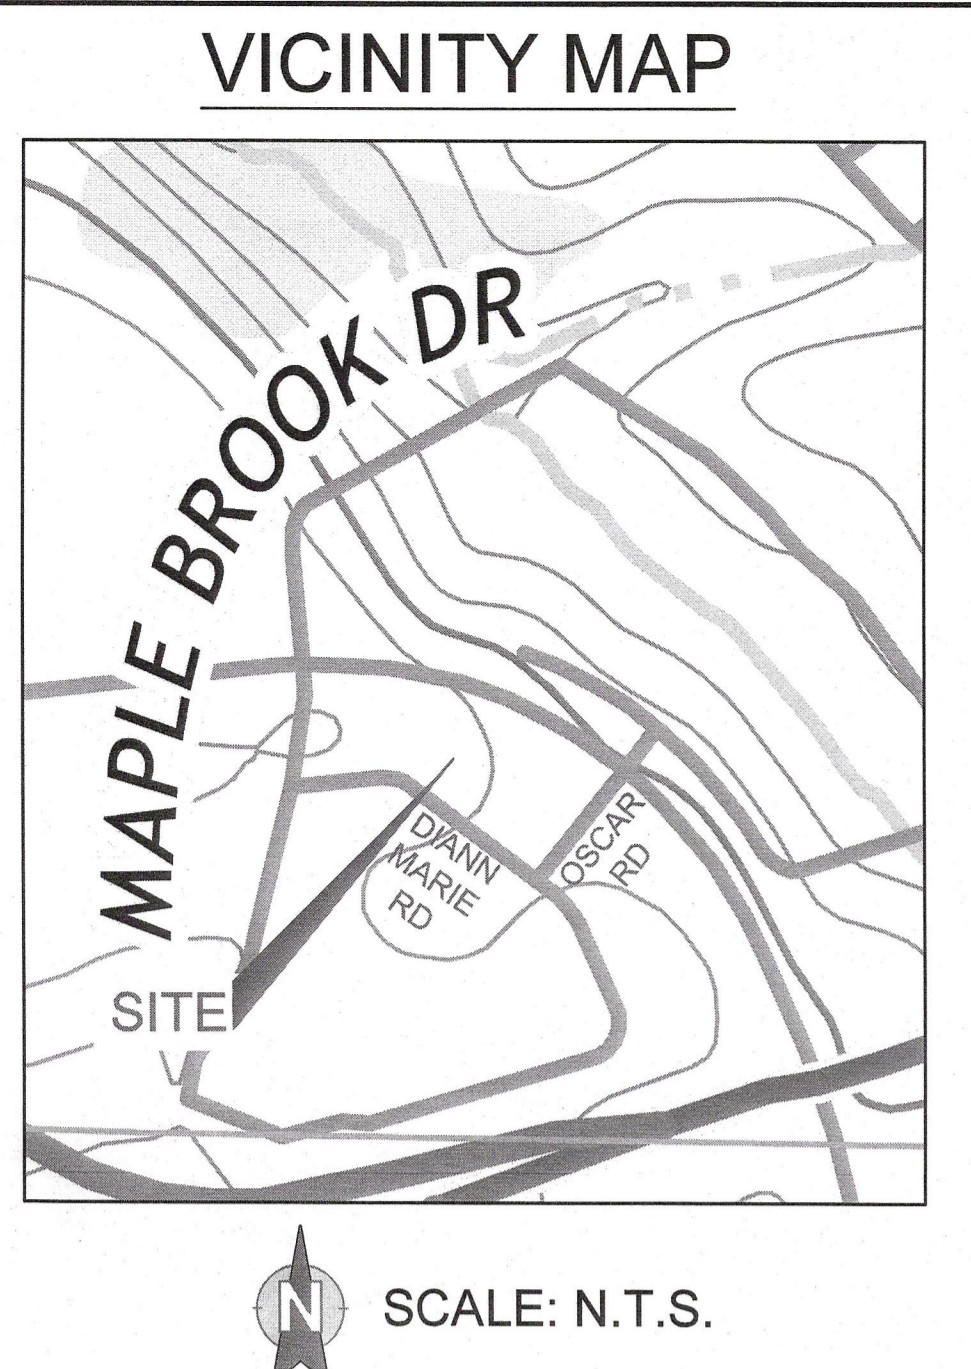 VICINITY MAP
MAPLE BROOK DR
DIANN
MARIE
RD
OSCAR
RD
SITE
N
SCALE: N.T.S.